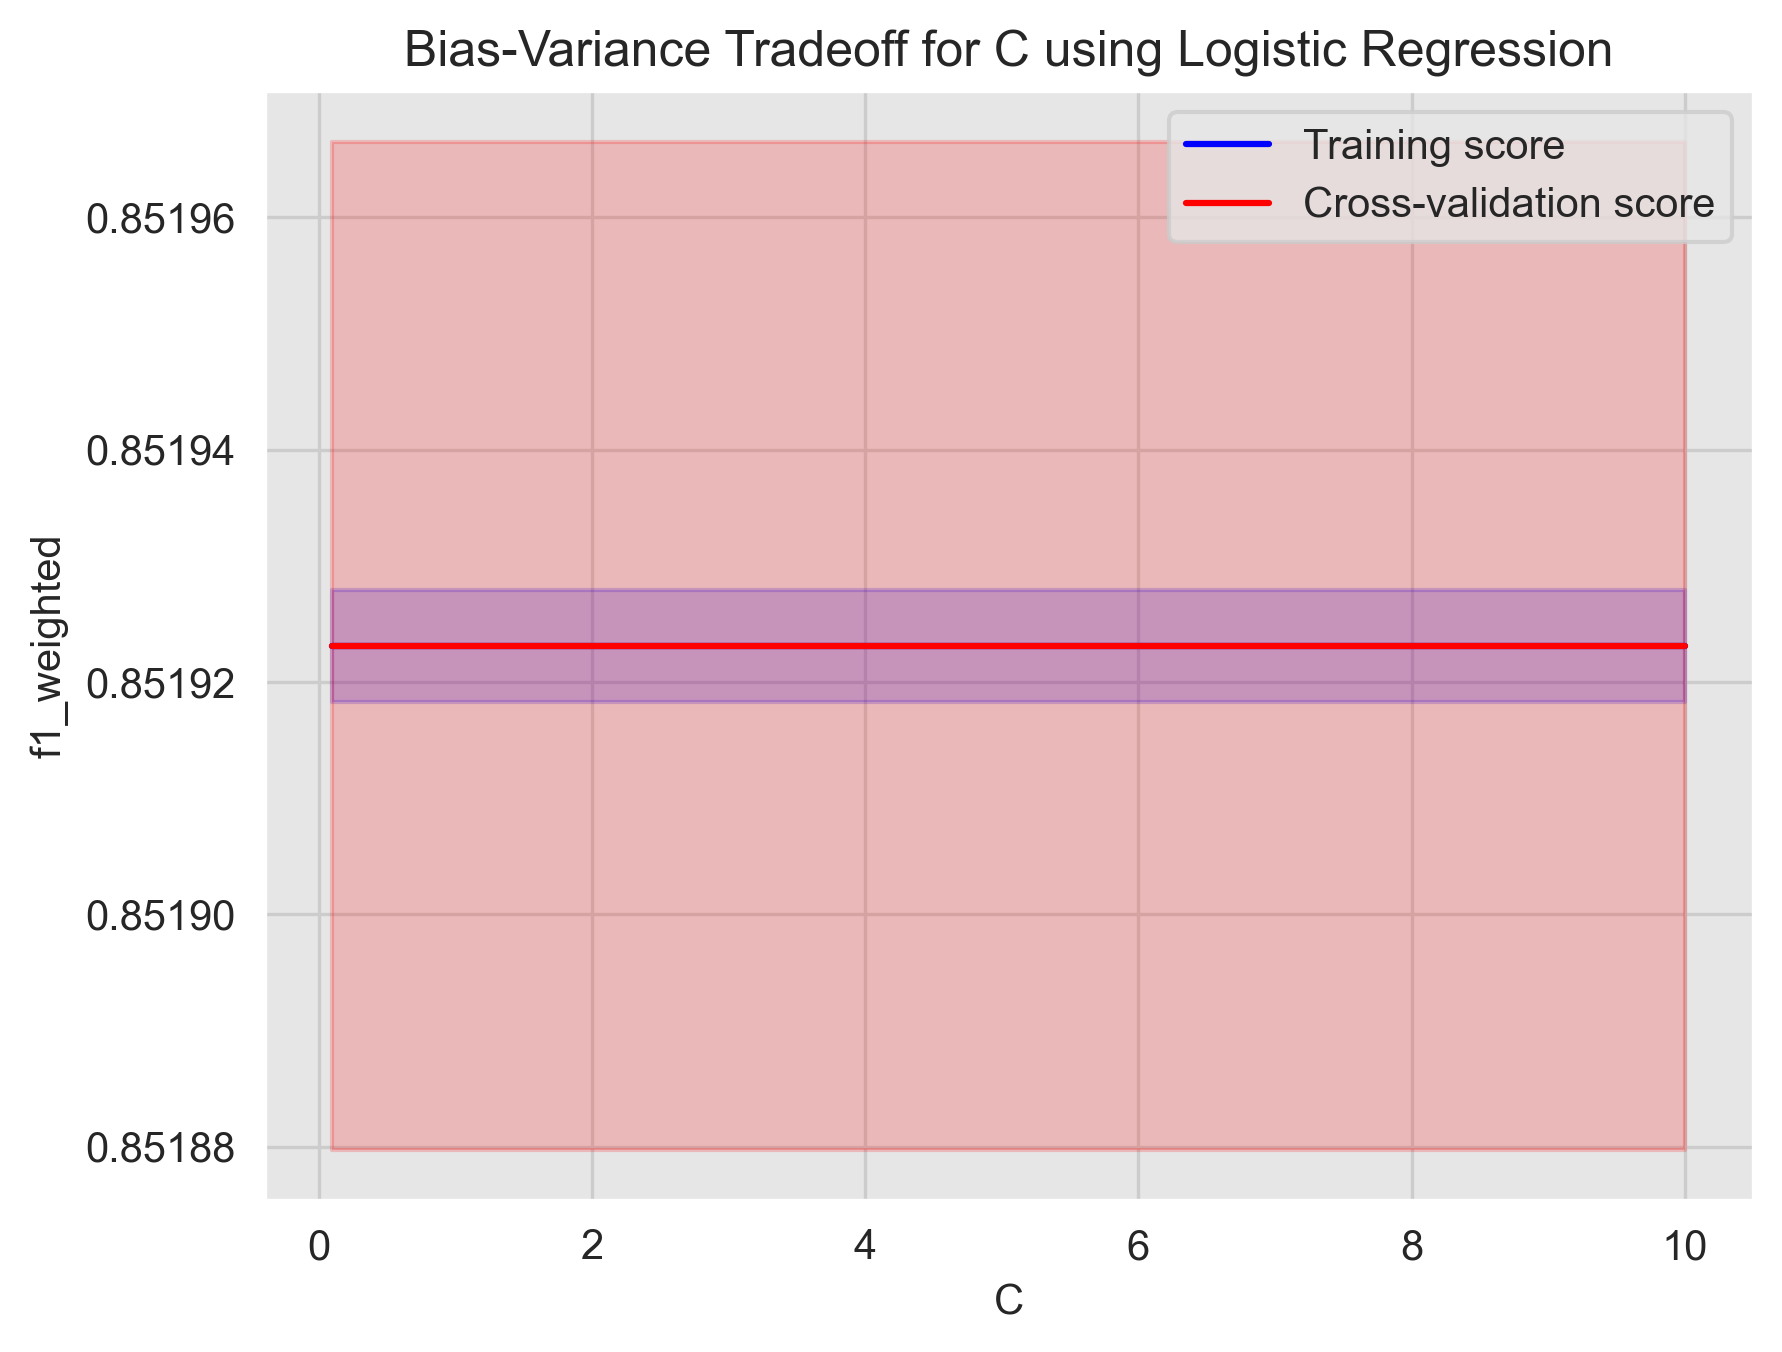 Bias-Variance Tradeoff for C using Logistic Regression
Training score
Cross-validation score
0.85196
0.85194
0.85192
0.85190
0.85188
f1_weighted
0 2 4 6 8 10
C